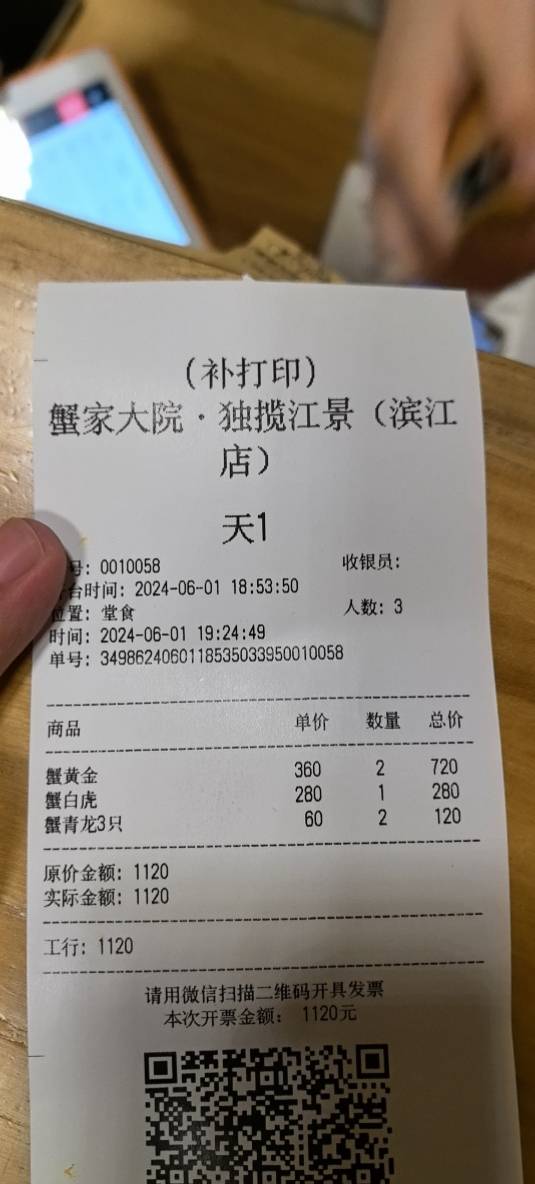 (补打印)
蟹家大院·独揽江景（滨江
店）
天1
号: 0010058 收银员:
台时间: 2024-06-01 18:53:50
位置: 堂食 人数: 3
时间: 2024-06-01 19:24:49
单号: 3498624060118535033950010058
商品 单价 数量 总价
蟹黄金 360 2 720
蟹白虎 280 1 280
蟹青龙3只 60 2 120
原价金额: 1120
实际金额: 1120
工行: 1120
请用微信扫描二维码开具发票
本次开票金额: 1120元